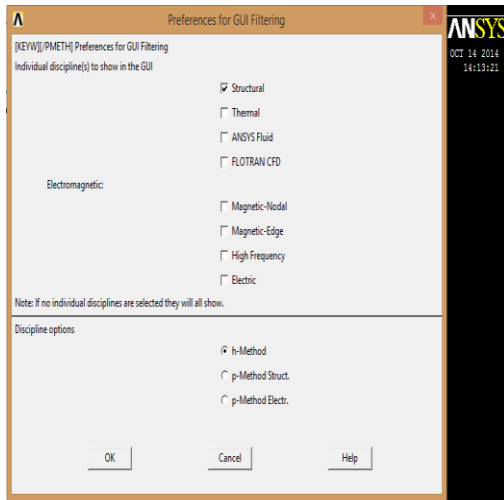 Preferences for GUI Filtering
[KEYW][/PMETH] Preferences for GUI Filtering
Individual discipline(s) to show in the GUI
Structural
Thermal
ANSYS Fluid
FLOTRAN CFD
Electromagnetic:
Magnetic-Nodal
Magnetic-Edge
High Frequency
Electric
Note: If no individual disciplines are selected they will all show.
Discipline options
h-Method
p-Method Struct.
p-Method Electr.
OK Cancel Help
ANSYS
OCT 14 2014
14:13:21